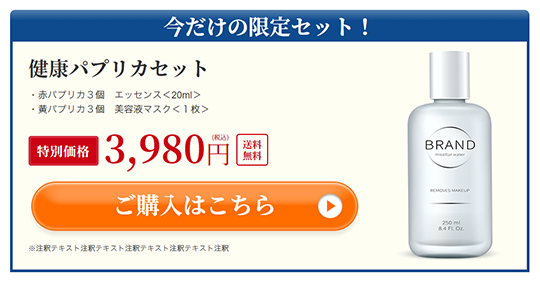 今だけの限定セット！
健康パプリカセット
・赤パプリカ３個　エッセンス＜20ml＞
・黄パプリカ３個　美容液マスク＜１枚＞
特別価格 3,980円 (税込) 送料無料
ご購入はこちら
※注釈テキスト注釈テキスト注釈テキスト注釈テキスト注釈
BRAND
micellar water
REMOVES MAKEUP
250 ml
8.4 Fl. Oz.